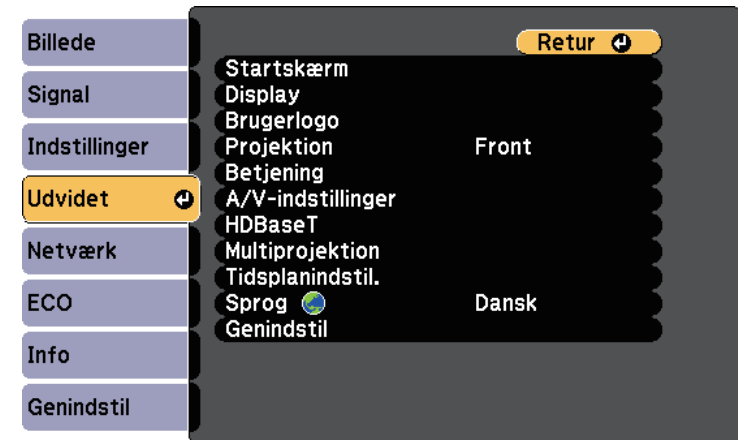 Billede
Signal
Indstillinger
Udvidet
Netværk
ECO
Info
Genindstil
Retur
Startskærm
Display
Brugerlogo
Projektion Front
Betjening
A/V-indstillinger
HDBaseT
Multiprojektion
Tidsplanindstil.
Sprog Dansk
Genindstil